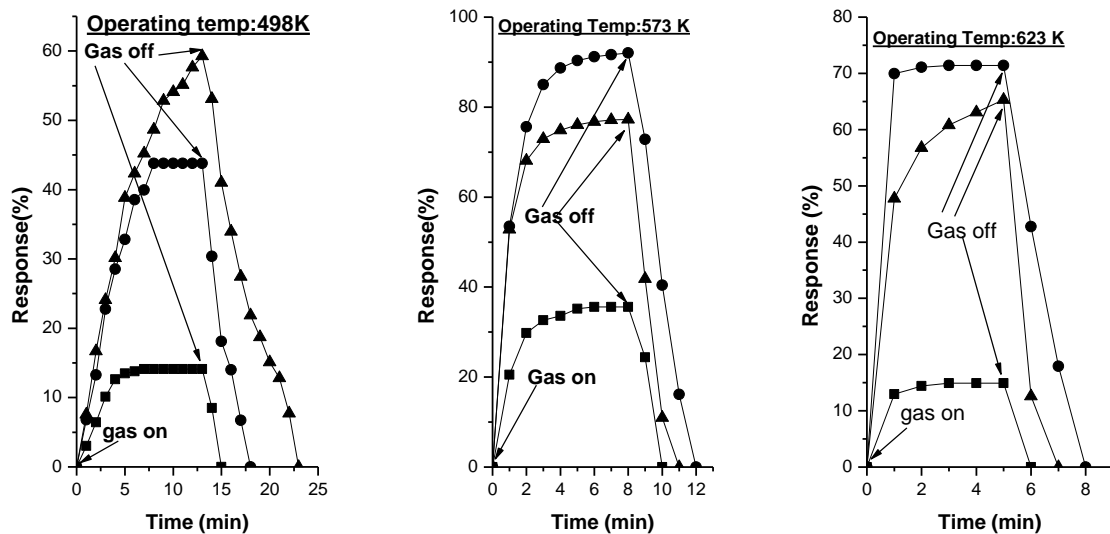 Operating temp:498K
Gas off
gas on
Response(%)
60
50
40
30
20
10
0
0 5 10 15 20 25
Time (min)
Operating Temp:573 K
Gas off
Gas on
Response(%)
100
80
60
40
20
0
0 2 4 6 8 10 12
Time (min)
Operating Temp:623 K
Gas off
gas on
Response (%)
80
70
60
50
40
30
20
10
0
0 2 4 6 8
Time (min)